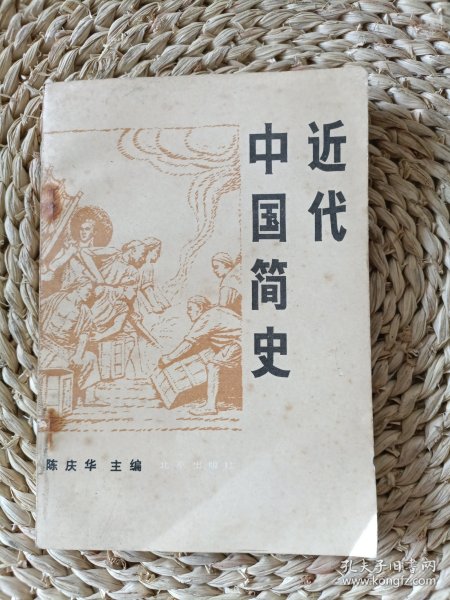 近代
中国简史
陈庆华 主编 北京出版社
孔夫子旧书网
www.kongfz.com